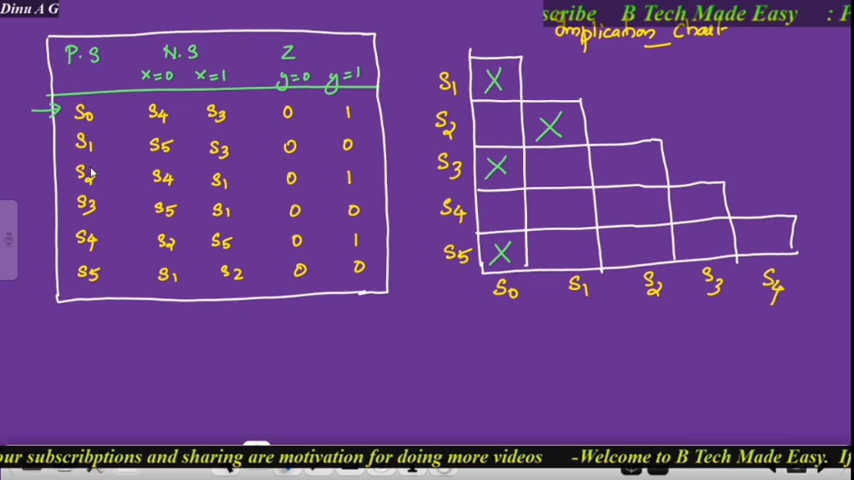 Dinu A G
scribe B Tech Made Easy : P
Implication Chart
P.S N.S Z
x=0 x=1 y=0 y=1
S0 S4 S3 0 1
S1 S5 S3 0 0
S2 S4 S1 0 1
S3 S5 S1 0 0
S4 S2 S5 0 1
S5 S1 S2 0 0
S1 X
S2 X
S3 X
S4
S5 X
S0 S1 S2 S3 S4
our subscribptions and sharing are motivation for doing more videos -Welcome to B Tech Made Easy. If